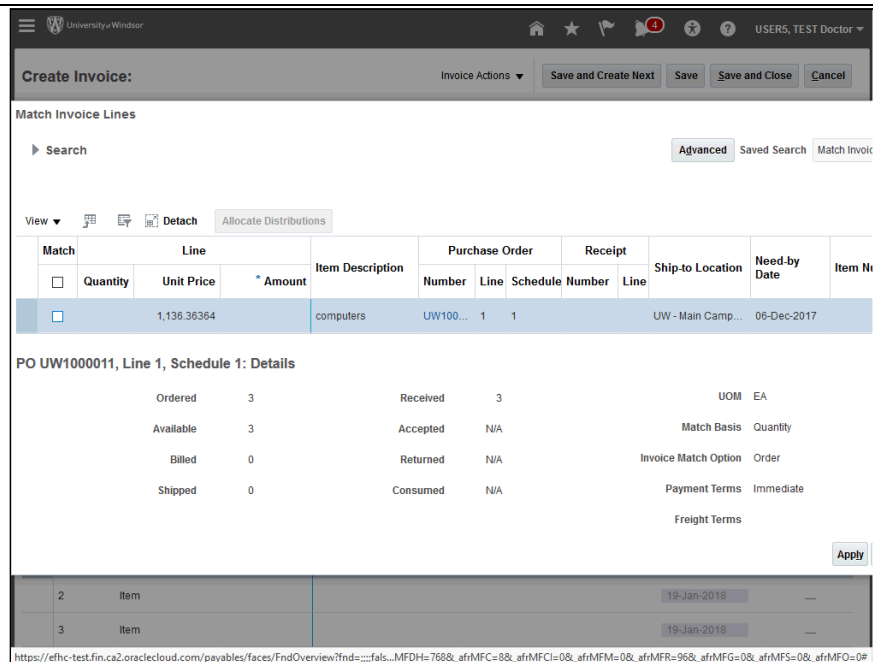 University of Windsor
4
USER5, TEST Doctor
Create Invoice:
Invoice Actions
Save and Create Next
Save
Save and Close
Cancel
Match Invoice Lines
Search
Advanced
Saved Search
Match Invoic
View
Detach
Allocate Distributions
Match
Line
Purchase Order
Receipt
Quantity
Unit Price
* Amount
Item Description
Number
Line
Schedule
Number
Line
Ship-to Location
Need-by
Date
Item Nu
1,136.36364
computers
UW100...
1
1
UW - Main Camp...
06-Dec-2017
PO UW1000011, Line 1, Schedule 1: Details
Ordered 3
Received 3
UOM EA
Available 3
Accepted N/A
Match Basis Quantity
Billed 0
Returned N/A
Invoice Match Option Order
Shipped 0
Consumed N/A
Payment Terms Immediate
Freight Terms
Apply
2 Item 19-Jan-2018
3 Item 19-Jan-2018
https://efhc-test.fin.ca2.oraclecloud.com/payables/faces/FndOverview?fnd=;;;;fals...MFDH=768&_afrMFC=8&_afrMFCI=0&_afrMFM=0&_afrMFR=96&_afrMFG=0&_afrMFS=0&_afrMFO=0#